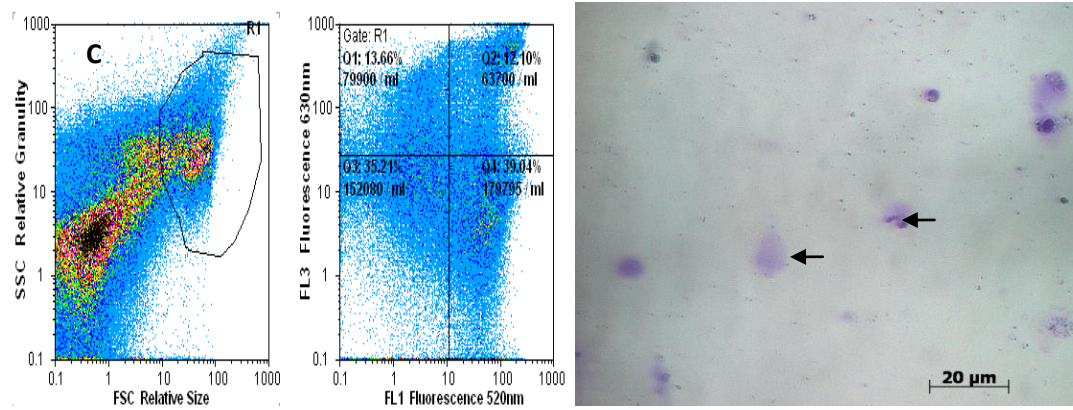 C
R1
SSC Relative Granulity
1000
100
10
1
0.1
0.1
1
10
100
1000
FSC Relative Size
Gate: R1
Q1: 13.66%
79900 / ml
Q2: 12.10%
63700 / ml
Q3: 35.21%
152080 / ml
Q4: 39.04%
179795 / ml
FL3 Fluorescence 630nm
1000
100
10
1
0.1
0.1
1
10
100
1000
FL1 Fluorescence 520nm
20 µm